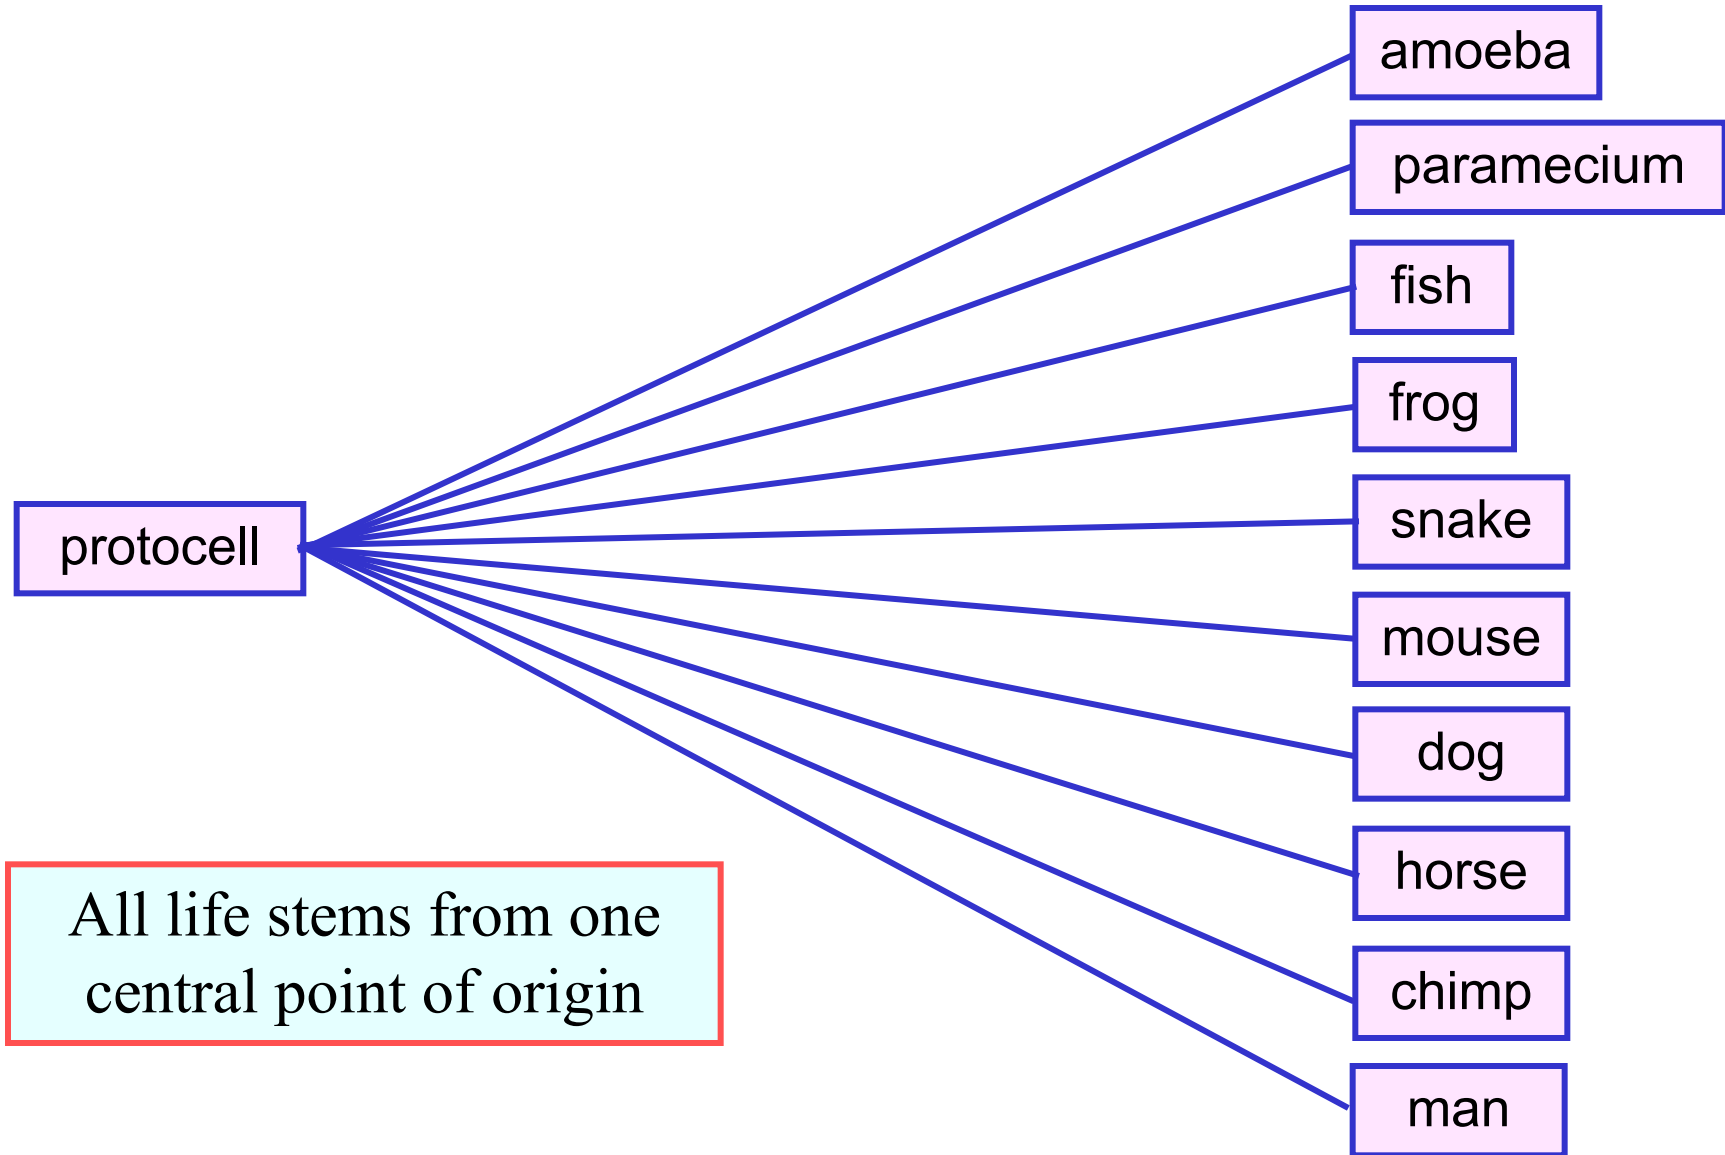 amoeba
paramecium
fish
frog
snake
protocell
mouse
dog
horse
All life stems from one
central point of origin
chimp
man